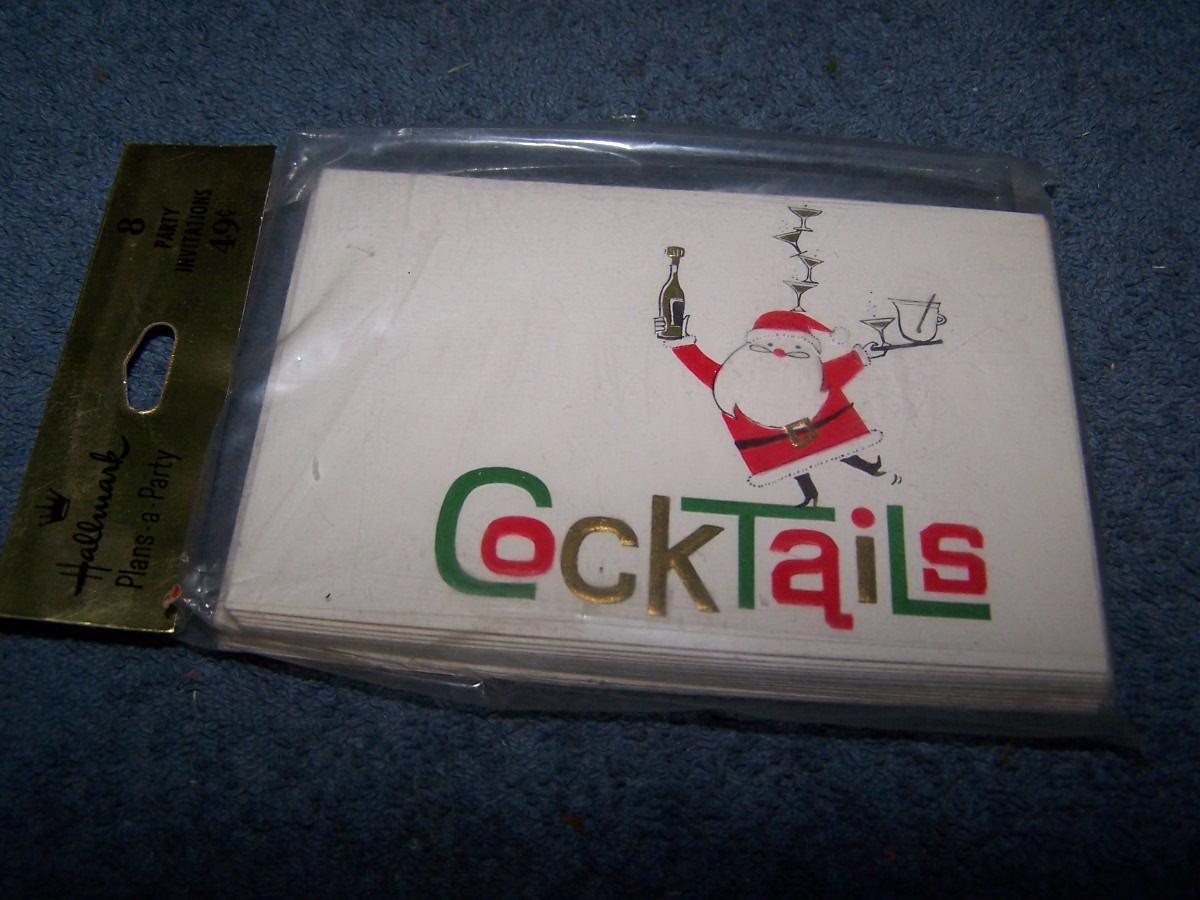 8
PARTY
INVITATIONS
49¢
Hallmark
Plans-a-Party
CockTaiLs